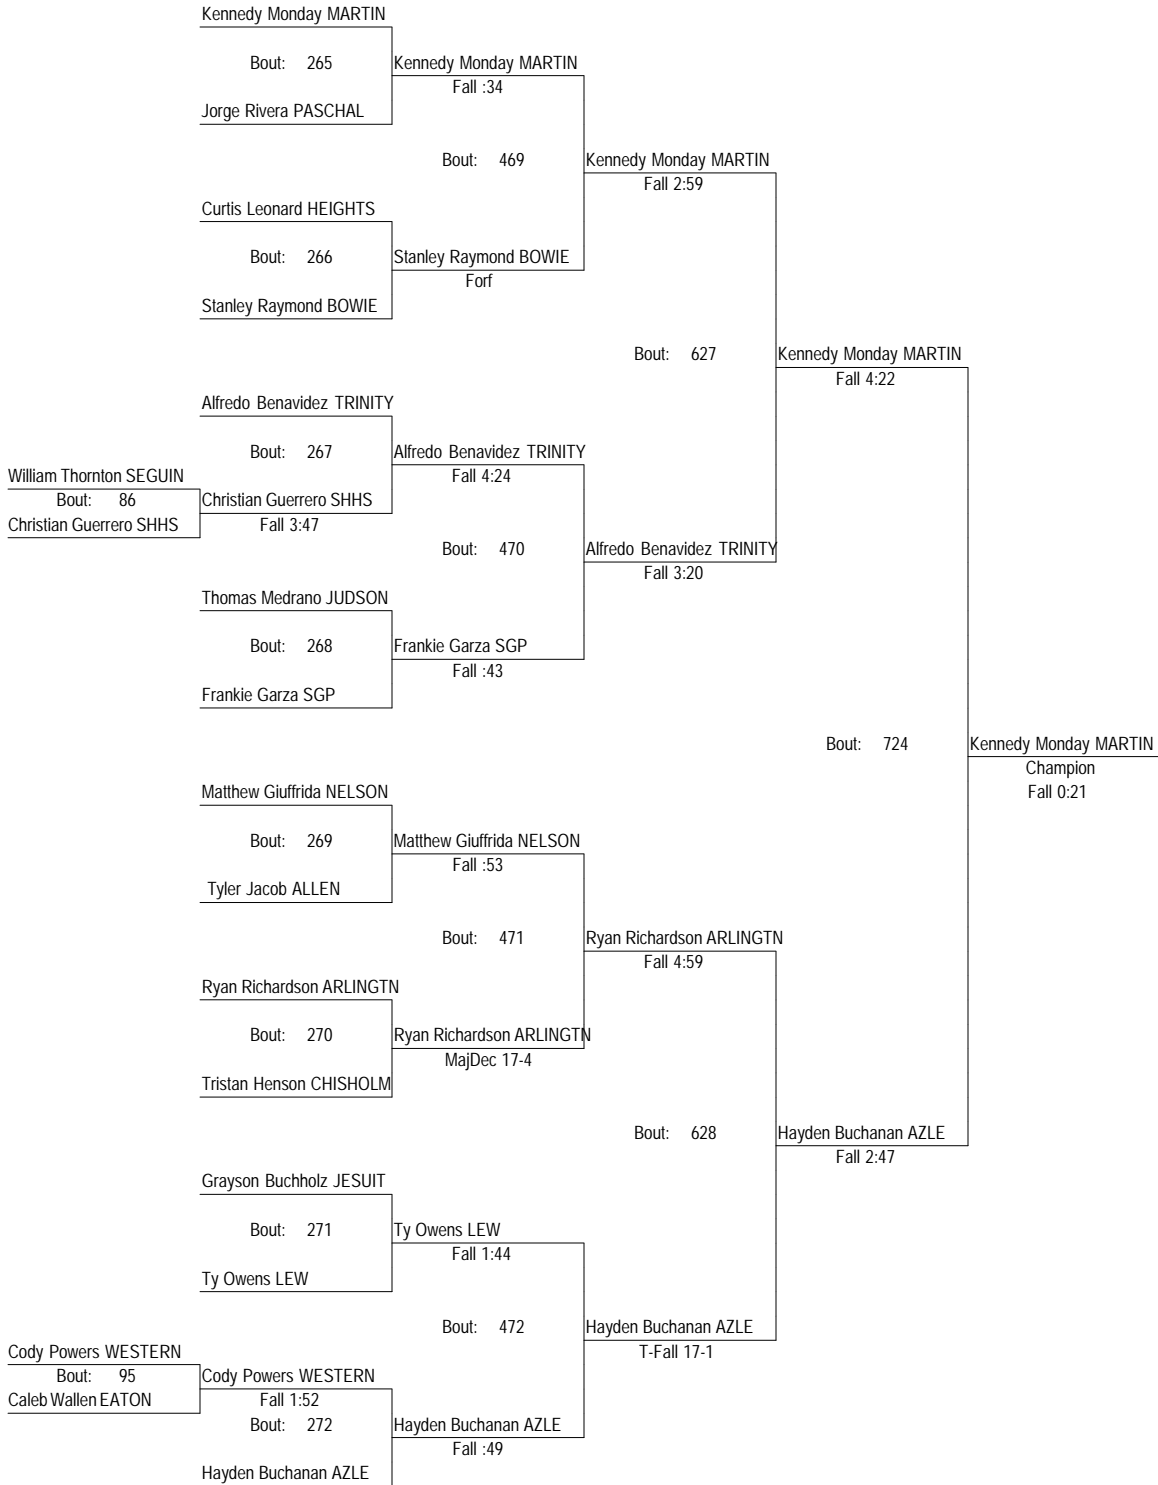 Kennedy Monday MARTIN
Bout: 265
Kennedy Monday MARTIN
Fall :34
Jorge Rivera PASCHAL
Bout: 469
Kennedy Monday MARTIN
Fall 2:59
Curtis Leonard HEIGHTS
Bout: 266
Stanley Raymond BOWIE
Forf
Stanley Raymond BOWIE
Bout: 627
Kennedy Monday MARTIN
Fall 4:22
Alfredo Benavidez TRINITY
Bout: 267
Alfredo Benavidez TRINITY
Fall 4:24
William Thornton SEGUIN
Bout: 86
Christian Guerrero SHHS
Christian Guerrero SHHS
Fall 3:47
Bout: 470
Alfredo Benavidez TRINITY
Fall 3:20
Thomas Medrano JUDSON
Bout: 268
Frankie Garza SGP
Fall :43
Frankie Garza SGP
Bout: 724
Kennedy Monday MARTIN
Champion
Fall 0:21
Matthew Giuffrida NELSON
Bout: 269
Matthew Giuffrida NELSON
Fall :53
Tyler Jacob ALLEN
Bout: 471
Ryan Richardson ARLINGTN
Fall 4:59
Ryan Richardson ARLINGTN
Bout: 270
Ryan Richardson ARLINGTN
MajDec 17-4
Tristan Henson CHISHOLM
Bout: 628
Hayden Buchanan AZLE
Fall 2:47
Grayson Buchholz JESUIT
Bout: 271
Ty Owens LEW
Fall 1:44
Ty Owens LEW
Bout: 472
Hayden Buchanan AZLE
T-Fall 17-1
Cody Powers WESTERN
Bout: 95
Cody Powers WESTERN
Caleb Wallen EATON
Fall 1:52
Bout: 272
Hayden Buchanan AZLE
Fall :49
Hayden Buchanan AZLE